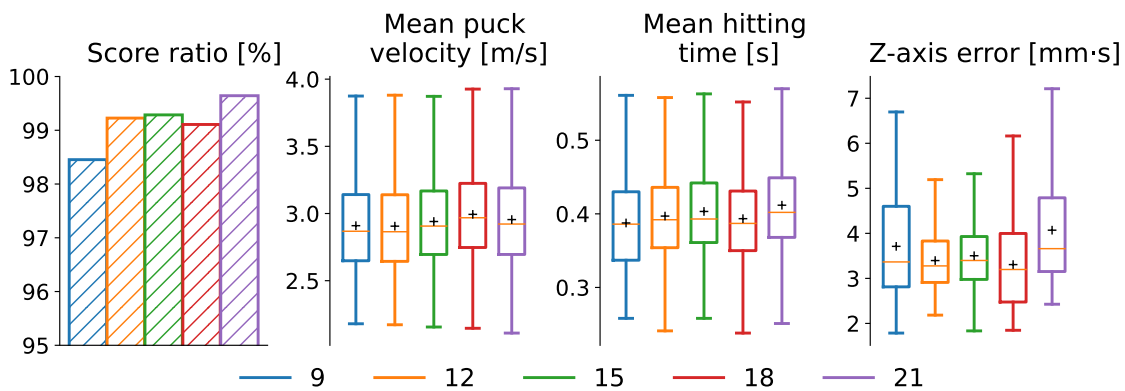 Score ratio [%]
100
99
98
97
96
95
Mean puck
velocity [m/s]
4.0
3.5
3.0
2.5
Mean hitting
time [s]
0.5
0.4
0.3
Z-axis error [mm·s]
7
6
5
4
3
2
9 12 15 18 21